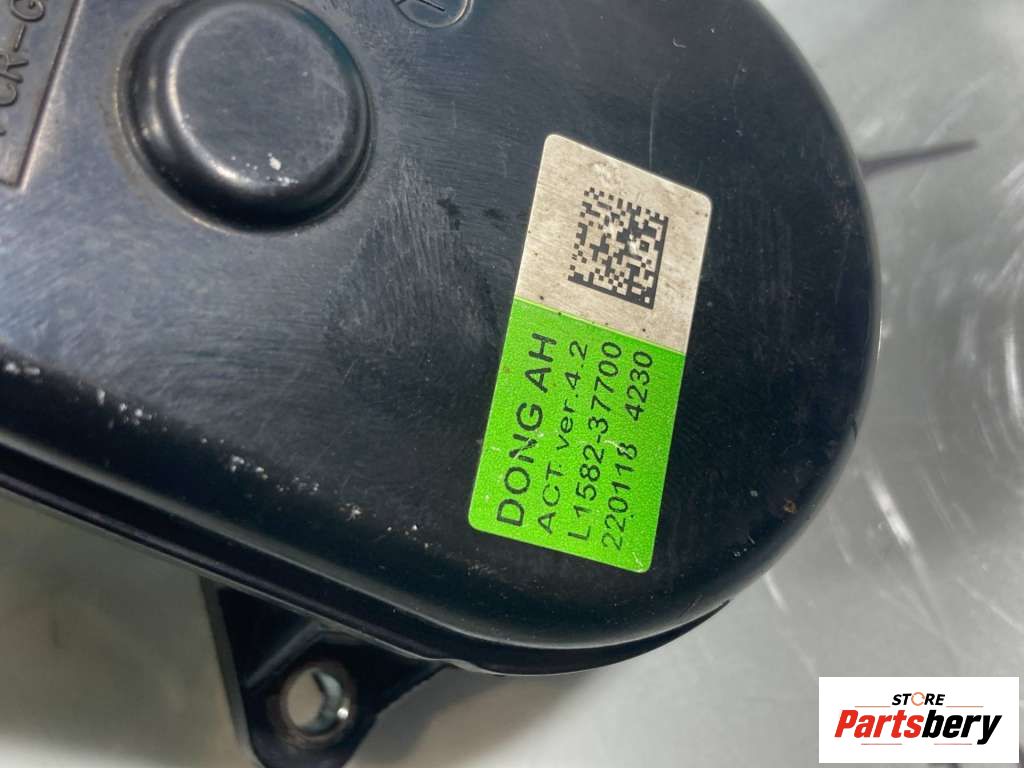 DONG AH
ACT. ver.4.2
L1582-37700
220118 4230
STORE
Partsbery